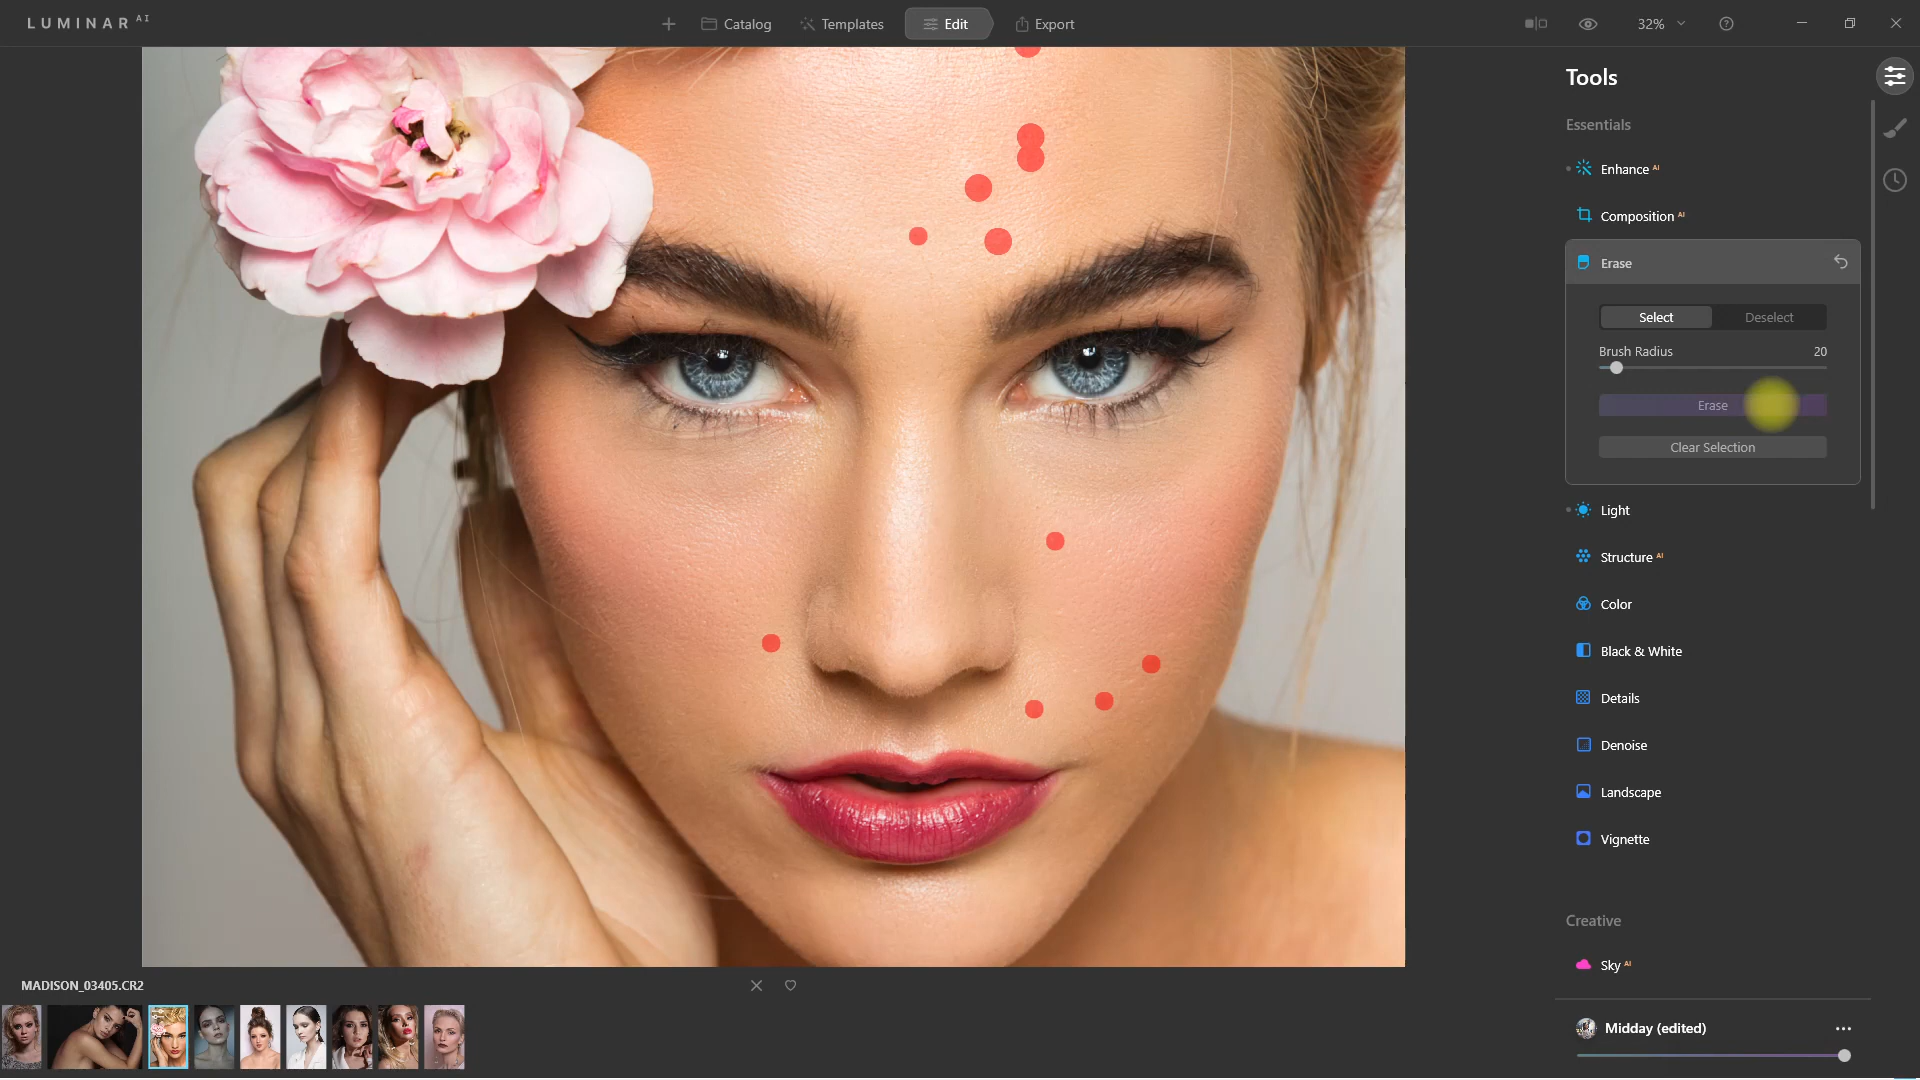 LUMINAR AI
Catalog
Templates
Edit
Export
32%
Tools
Essentials
Enhance AI
Composition AI
Erase
Select
Deselect
Brush Radius
20
Erase
Clear Selection
Light
Structure AI
Color
Black & White
Details
Denoise
Landscape
Vignette
Creative
Sky AI
MADISON_03405.CR2
Midday (edited)